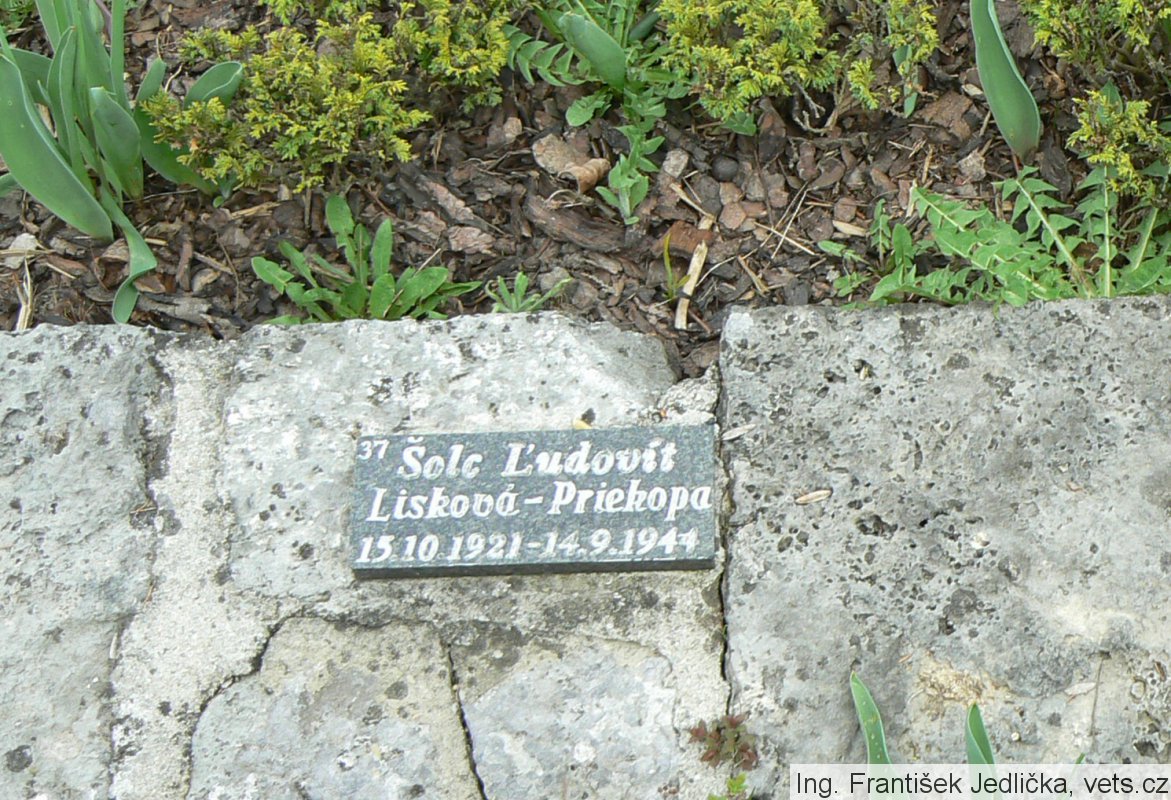 37 Šolc Ľudovít
Lisková - Priekopa
15.10 1921 - 14.9.1944
Ing. František Jedlička, vets.cz